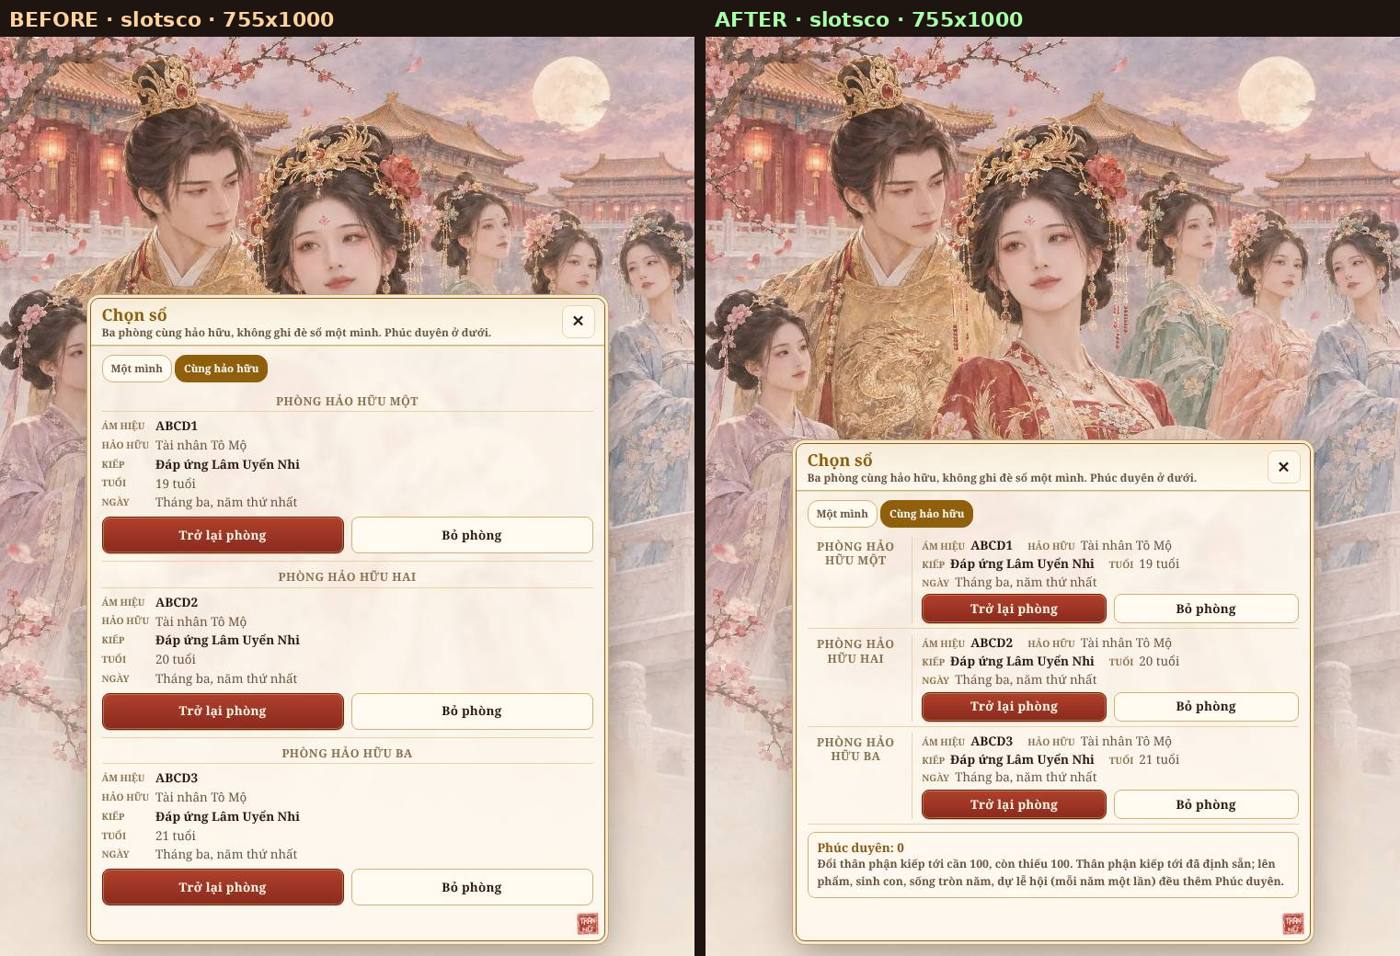 BEFORE · slotsco · 755x1000
Chọn sổ
Ba phòng cùng hảo hữu, không ghi đè sổ một mình. Phúc duyên ở dưới.
×
Một mình
Cùng hảo hữu
PHÒNG HẢO HỮU MỘT
ÁM HIỆU ABCD1
HẢO HỮU Tài nhân Tô Mộ
KIẾP Đáp ứng Lâm Uyển Nhi
TUỔI 19 tuổi
NGÀY Tháng ba, năm thứ nhất
Trở lại phòng
Bỏ phòng
PHÒNG HẢO HỮU HAI
ÁM HIỆU ABCD2
HẢO HỮU Tài nhân Tô Mộ
KIẾP Đáp ứng Lâm Uyển Nhi
TUỔI 20 tuổi
NGÀY Tháng ba, năm thứ nhất
Trở lại phòng
Bỏ phòng
PHÒNG HẢO HỮU BA
ÁM HIỆU ABCD3
HẢO HỮU Tài nhân Tô Mộ
KIẾP Đáp ứng Lâm Uyển Nhi
TUỔI 21 tuổi
NGÀY Tháng ba, năm thứ nhất
Trở lại phòng
Bỏ phòng
AFTER · slotsco · 755x1000
Chọn sổ
Ba phòng cùng hảo hữu, không ghi đè sổ một mình. Phúc duyên ở dưới.
×
Một mình
Cùng hảo hữu
PHÒNG HẢO
HỮU MỘT
ÁM HIỆU ABCD1 HẢO HỮU Tài nhân Tô Mộ
KIẾP Đáp ứng Lâm Uyển Nhi TUỔI 19 tuổi
NGÀY Tháng ba, năm thứ nhất
Trở lại phòng
Bỏ phòng
PHÒNG HẢO
HỮU HAI
ÁM HIỆU ABCD2 HẢO HỮU Tài nhân Tô Mộ
KIẾP Đáp ứng Lâm Uyển Nhi TUỔI 20 tuổi
NGÀY Tháng ba, năm thứ nhất
Trở lại phòng
Bỏ phòng
PHÒNG HẢO
HỮU BA
ÁM HIỆU ABCD3 HẢO HỮU Tài nhân Tô Mộ
KIẾP Đáp ứng Lâm Uyển Nhi TUỔI 21 tuổi
NGÀY Tháng ba, năm thứ nhất
Trở lại phòng
Bỏ phòng
Phúc duyên: 0
Đổi thân phận kiếp tới cần 100, còn thiếu 100. Thân phận kiếp tới đã định sẵn; lên
phẩm, sinh con, sống tròn năm, dự lễ hội (mỗi năm một lần) đều thêm Phúc duyên.